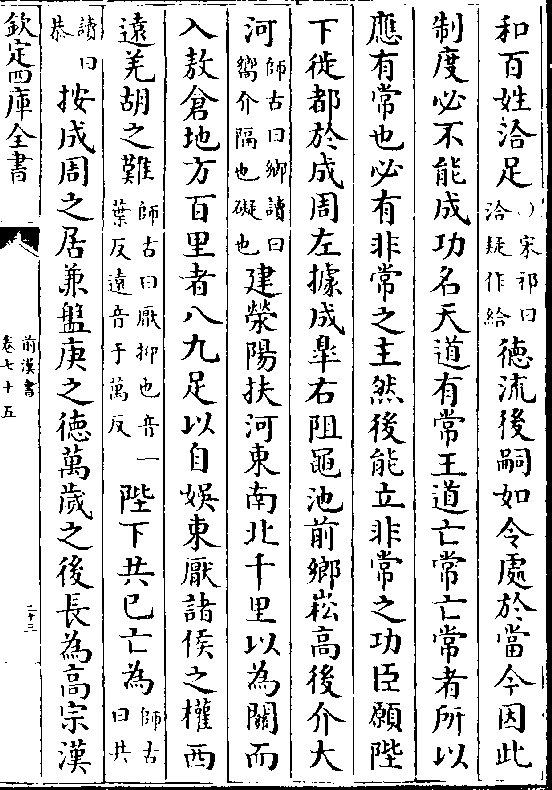 和百姓洽足宋祁曰洽疑作給德流後嗣如令處於當今因此
制度必不能成功名天道有常王道亡常亡常者所以
應有常也必有非常之主然後能立非常之功臣願陛
下徙都於成周左據成臯右阻黽池前鄉崧高後介大
河師古曰鄉讀曰嚮介隔也礙也建滎陽扶河東南北千里以為關而
入敖倉地方百里者八九足以自娛東厭諸侯之權西
遠羌胡之難師古曰厭抑也音一葉反遠音于萬反陛下共已亡為師古曰共
讀曰恭按成周之居兼盤庚之德萬歲之後長為高宗漢
欽定四庫全書
前漢書
卷七十五
二十三